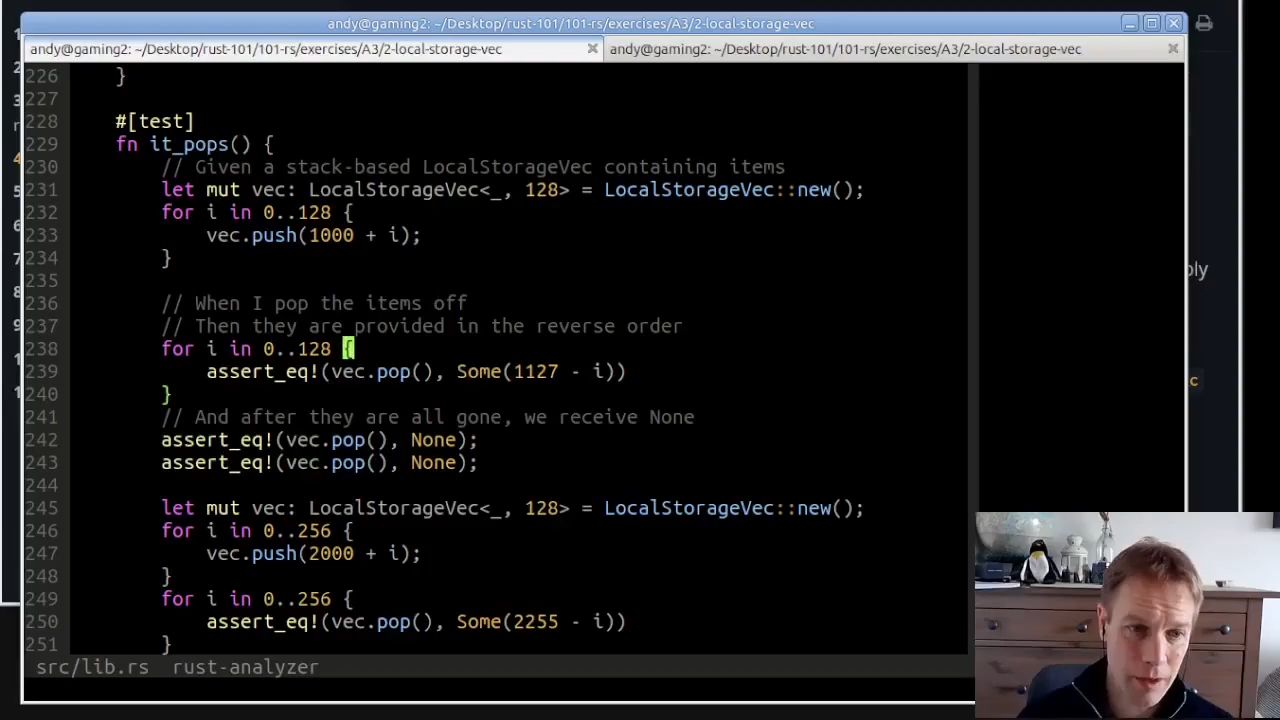 andy@gaming2: ~/Desktop/rust-101/101-rs/exercises/A3/2-local-storage-vec
andy@gaming2: ~/Desktop/rust-101/101-rs/exercises/A3/2-local-storage-vec
andy@gaming2: ~/Desktop/rust-101/101-rs/exercises/A3/2-local-storage-vec
226 }
227
228 #[test]
229 fn it_pops() {
230 // Given a stack-based LocalStorageVec containing items
231 let mut vec: LocalStorageVec<_, 128> = LocalStorageVec::new();
232 for i in 0..128 {
233 vec.push(1000 + i);
234 }
235
236 // When I pop the items off
237 // Then they are provided in the reverse order
238 for i in 0..128 {
239 assert_eq!(vec.pop(), Some(1127 - i))
240 }
241 // And after they are all gone, we receive None
242 assert_eq!(vec.pop(), None);
243 assert_eq!(vec.pop(), None);
244
245 let mut vec: LocalStorageVec<_, 128> = LocalStorageVec::new();
246 for i in 0..256 {
247 vec.push(2000 + i);
248 }
249 for i in 0..256 {
250 assert_eq!(vec.pop(), Some(2255 - i))
251 }
src/lib.rs rust-analyzer